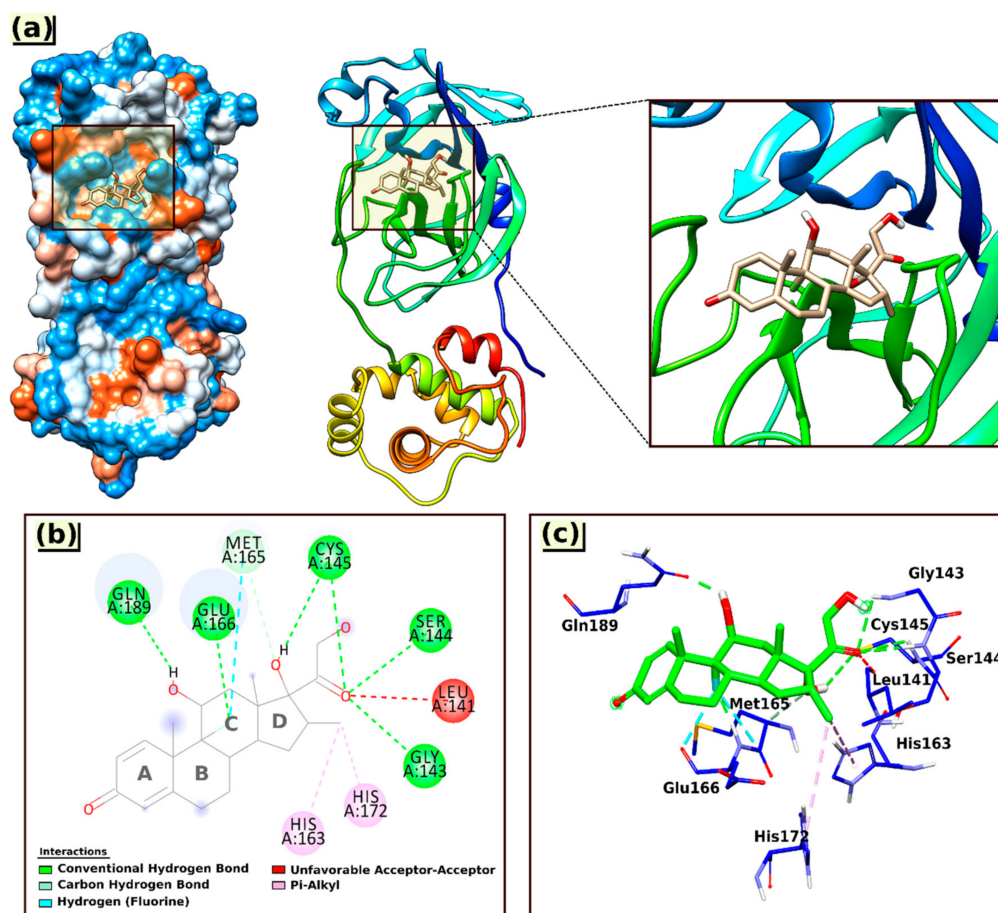 (a)
(b)
MET
A:165
CYS
A:145
GLN
A:189
GLU
A:166
SER
A:144
H
H
O
O
O
O
LEU
A:141
C
D
A
B
GLY
A:143
O
HIS
A:172
HIS
A:163
Interactions
Conventional Hydrogen Bond
Carbon Hydrogen Bond
Hydrogen (Fluorine)
Unfavorable Acceptor-Acceptor
Pi-Alkyl
(c)
Gly143
Gln189
Cys145
Ser144
Leu141
Met165
His163
Glu166
His172